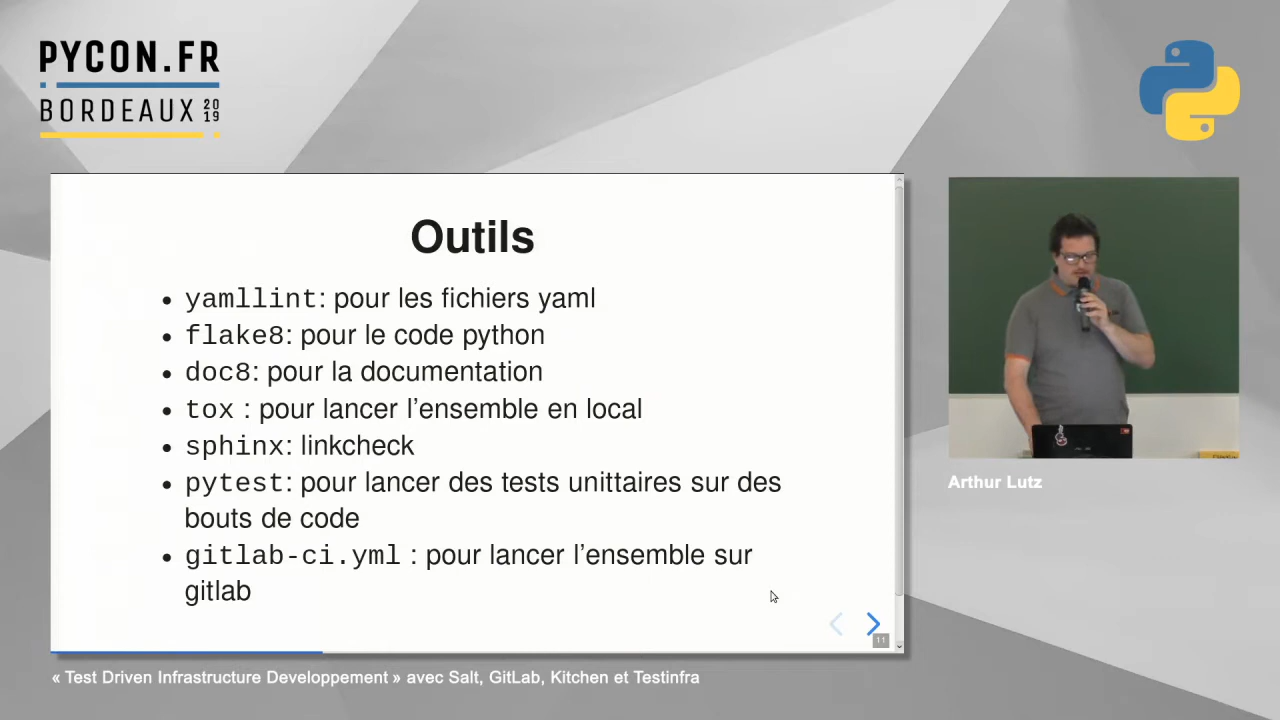 PYCON.FR
BORDEAUX 2019
Outils
• yamllint: pour les fichiers yaml
• flake8: pour le code python
• doc8: pour la documentation
• tox : pour lancer l'ensemble en local
• sphinx: linkcheck
• pytest: pour lancer des tests unittaires sur des
bouts de code
• gitlab-ci.yml : pour lancer l'ensemble sur
gitlab
11
Arthur Lutz
« Test Driven Infrastructure Developpement » avec Salt, GitLab, Kitchen et Testinfra